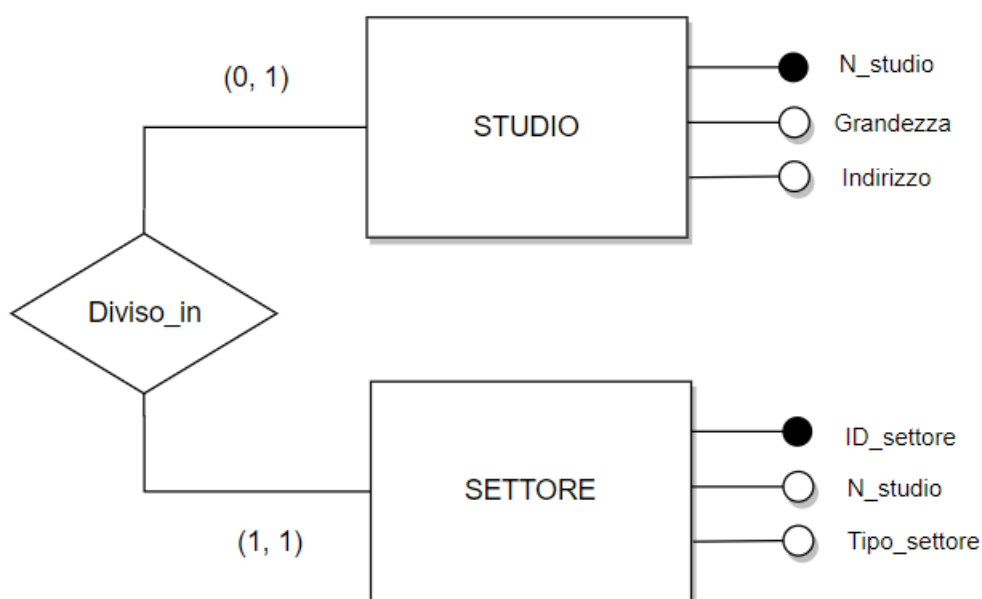 (0, 1)
STUDIO
N_studio
Grandezza
Indirizzo
Diviso_in
(1, 1)
SETTORE
ID_settore
N_studio
Tipo_settore